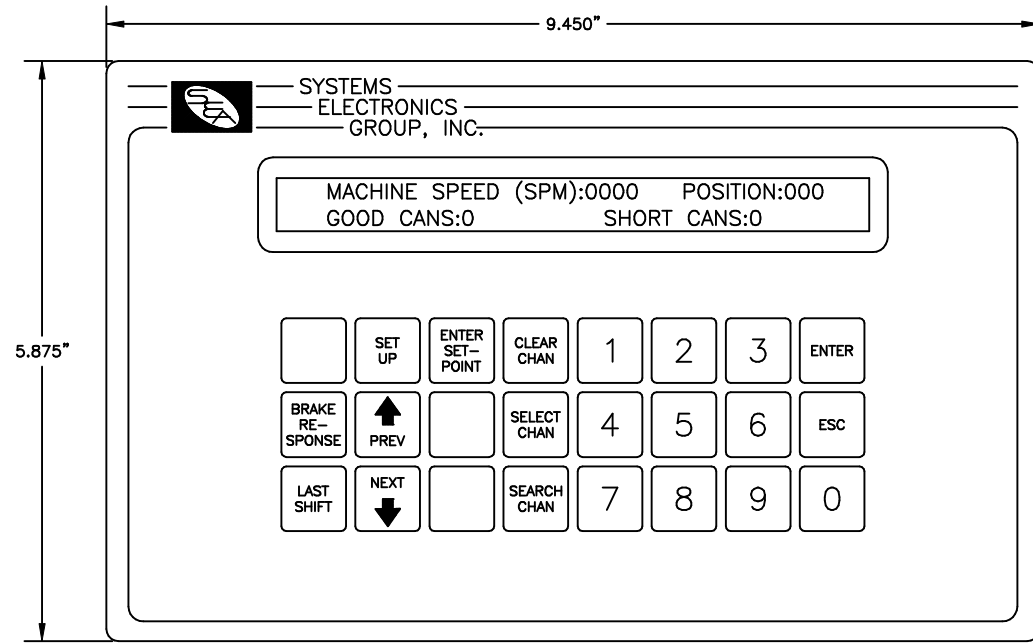 9.450"
SYSTEMS
ELECTRONICS
GROUP, INC.
SEA
MACHINE SPEED (SPM):0000 POSITION:000
GOOD CANS:0 SHORT CANS:0
5.875"
SET
UP
ENTER
SET–
POINT
CLEAR
CHAN
1
2
3
ENTER
BRAKE
RE–
SPONSE
PREV
SELECT
CHAN
4
5
6
ESC
LAST
SHIFT
NEXT
SEARCH
CHAN
7
8
9
0